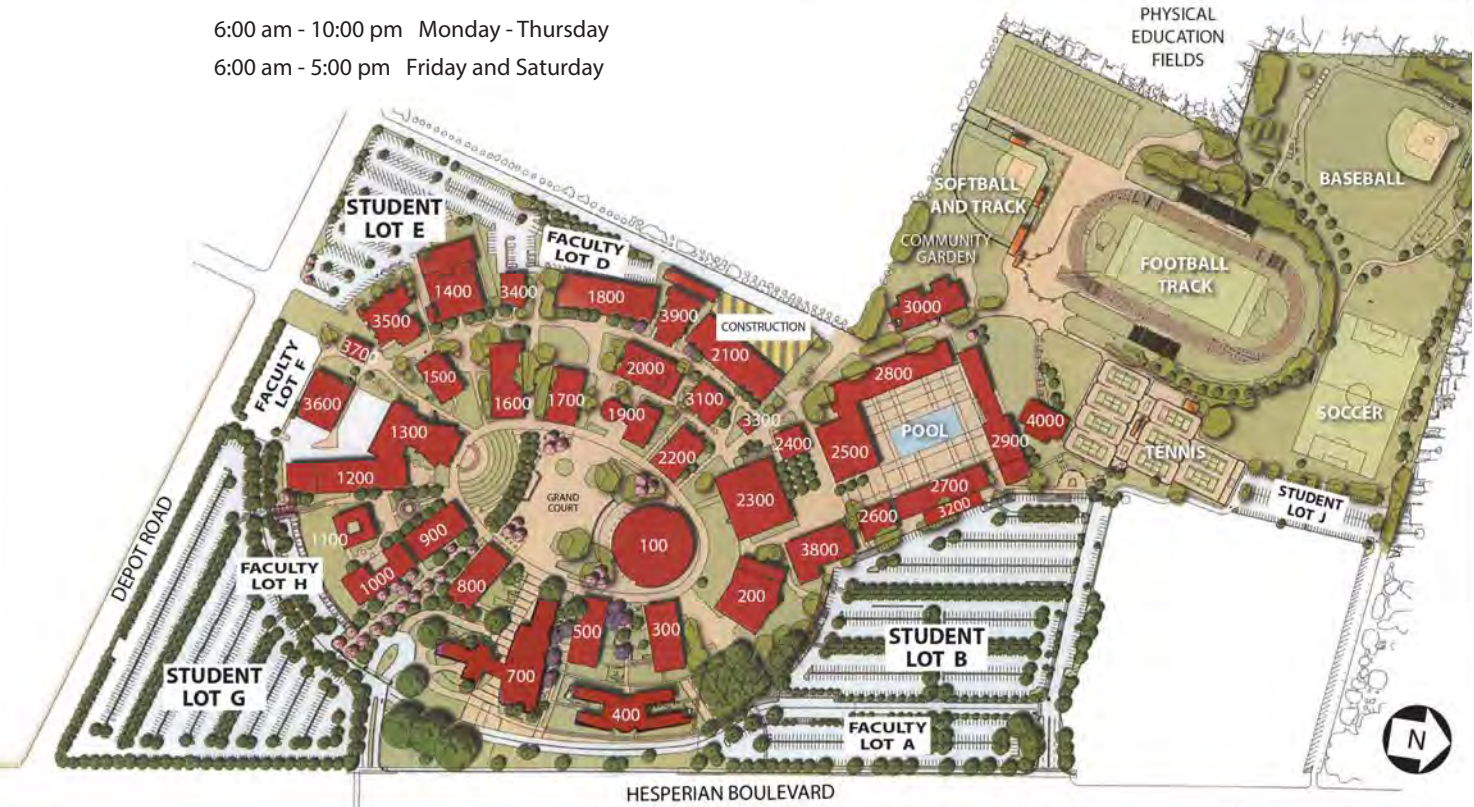 6:00 am - 10:00 pm Monday - Thursday
6:00 am - 5:00 pm Friday and Saturday
PHYSICAL
EDUCATION
FIELDS
BASEBALL
SOFTBALL
AND TRACK
COMMUNITY
GARDEN
FOOTBALL
TRACK
SOCCER
TENNIS
STUDENT
LOT J
STUDENT
LOT E
FACULTY
LOT D
1400
3400
1800
3900
CONSTRUCTION
2100
3000
3500
3700
1500
1600
1700
2000
1900
3100
3300
2400
2200
2800
POOL
2500
2900
4000
2700
2600
3200
FACULTY
LOT F
3600
1300
1200
GRAND
COURT
2300
3800
100
200
1100
900
1000
800
FACULTY
LOT H
DEPOT ROAD
STUDENT
LOT G
700
500
300
400
STUDENT
LOT B
FACULTY
LOT A
N
HESPERIAN BOULEVARD